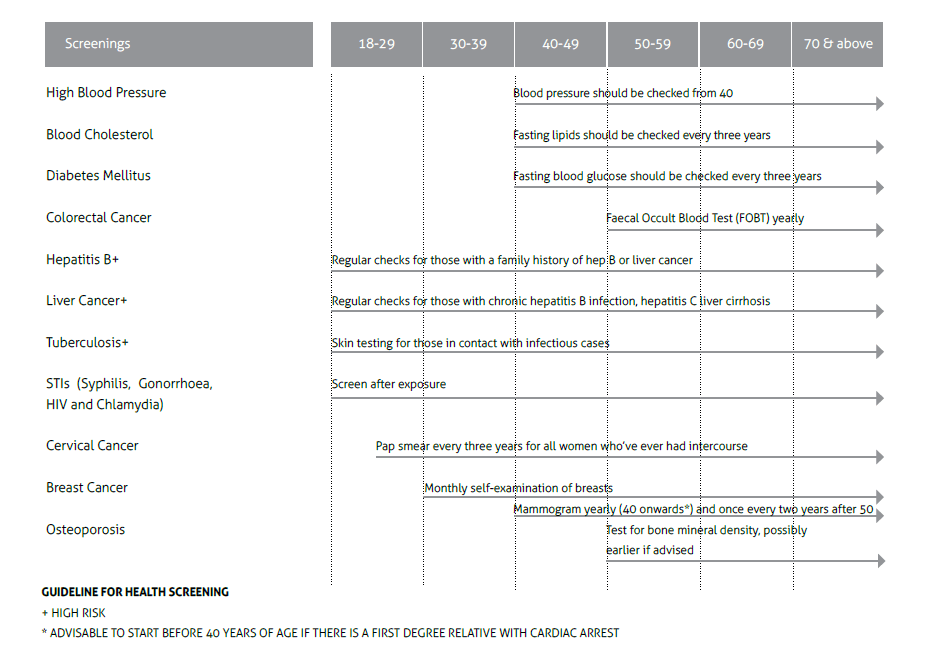 Screenings 18-29 30-39 40-49 50-59 60-69 70 & above
High Blood Pressure Blood pressure should be checked from 40
Blood Cholesterol Fasting lipids should be checked every three years
Diabetes Mellitus Fasting blood glucose should be checked every three years
Colorectal Cancer Faecal Occult Blood Test (FOBT) yearly
Hepatitis B+ Regular checks for those with a family history of hep B or liver cancer
Liver Cancer+ Regular checks for those with chronic hepatitis B infection, hepatitis C liver cirrhosis
Tuberculosis+ Skin testing for those in contact with infectious cases
STIs (Syphilis, Gonorrhoea, Screen after exposure
HIV and Chlamydia)
Cervical Cancer Pap smear every three years for all women who've ever had intercourse
Breast Cancer Monthly self-examination of breasts
Mammogram yearly (40 onwards*) and once every two years after 50
Osteoporosis Test for bone mineral density, possibly
earlier if advised
GUIDELINE FOR HEALTH SCREENING
+ HIGH RISK
* ADVISABLE TO START BEFORE 40 YEARS OF AGE IF THERE IS A FIRST DEGREE RELATIVE WITH CARDIAC ARREST